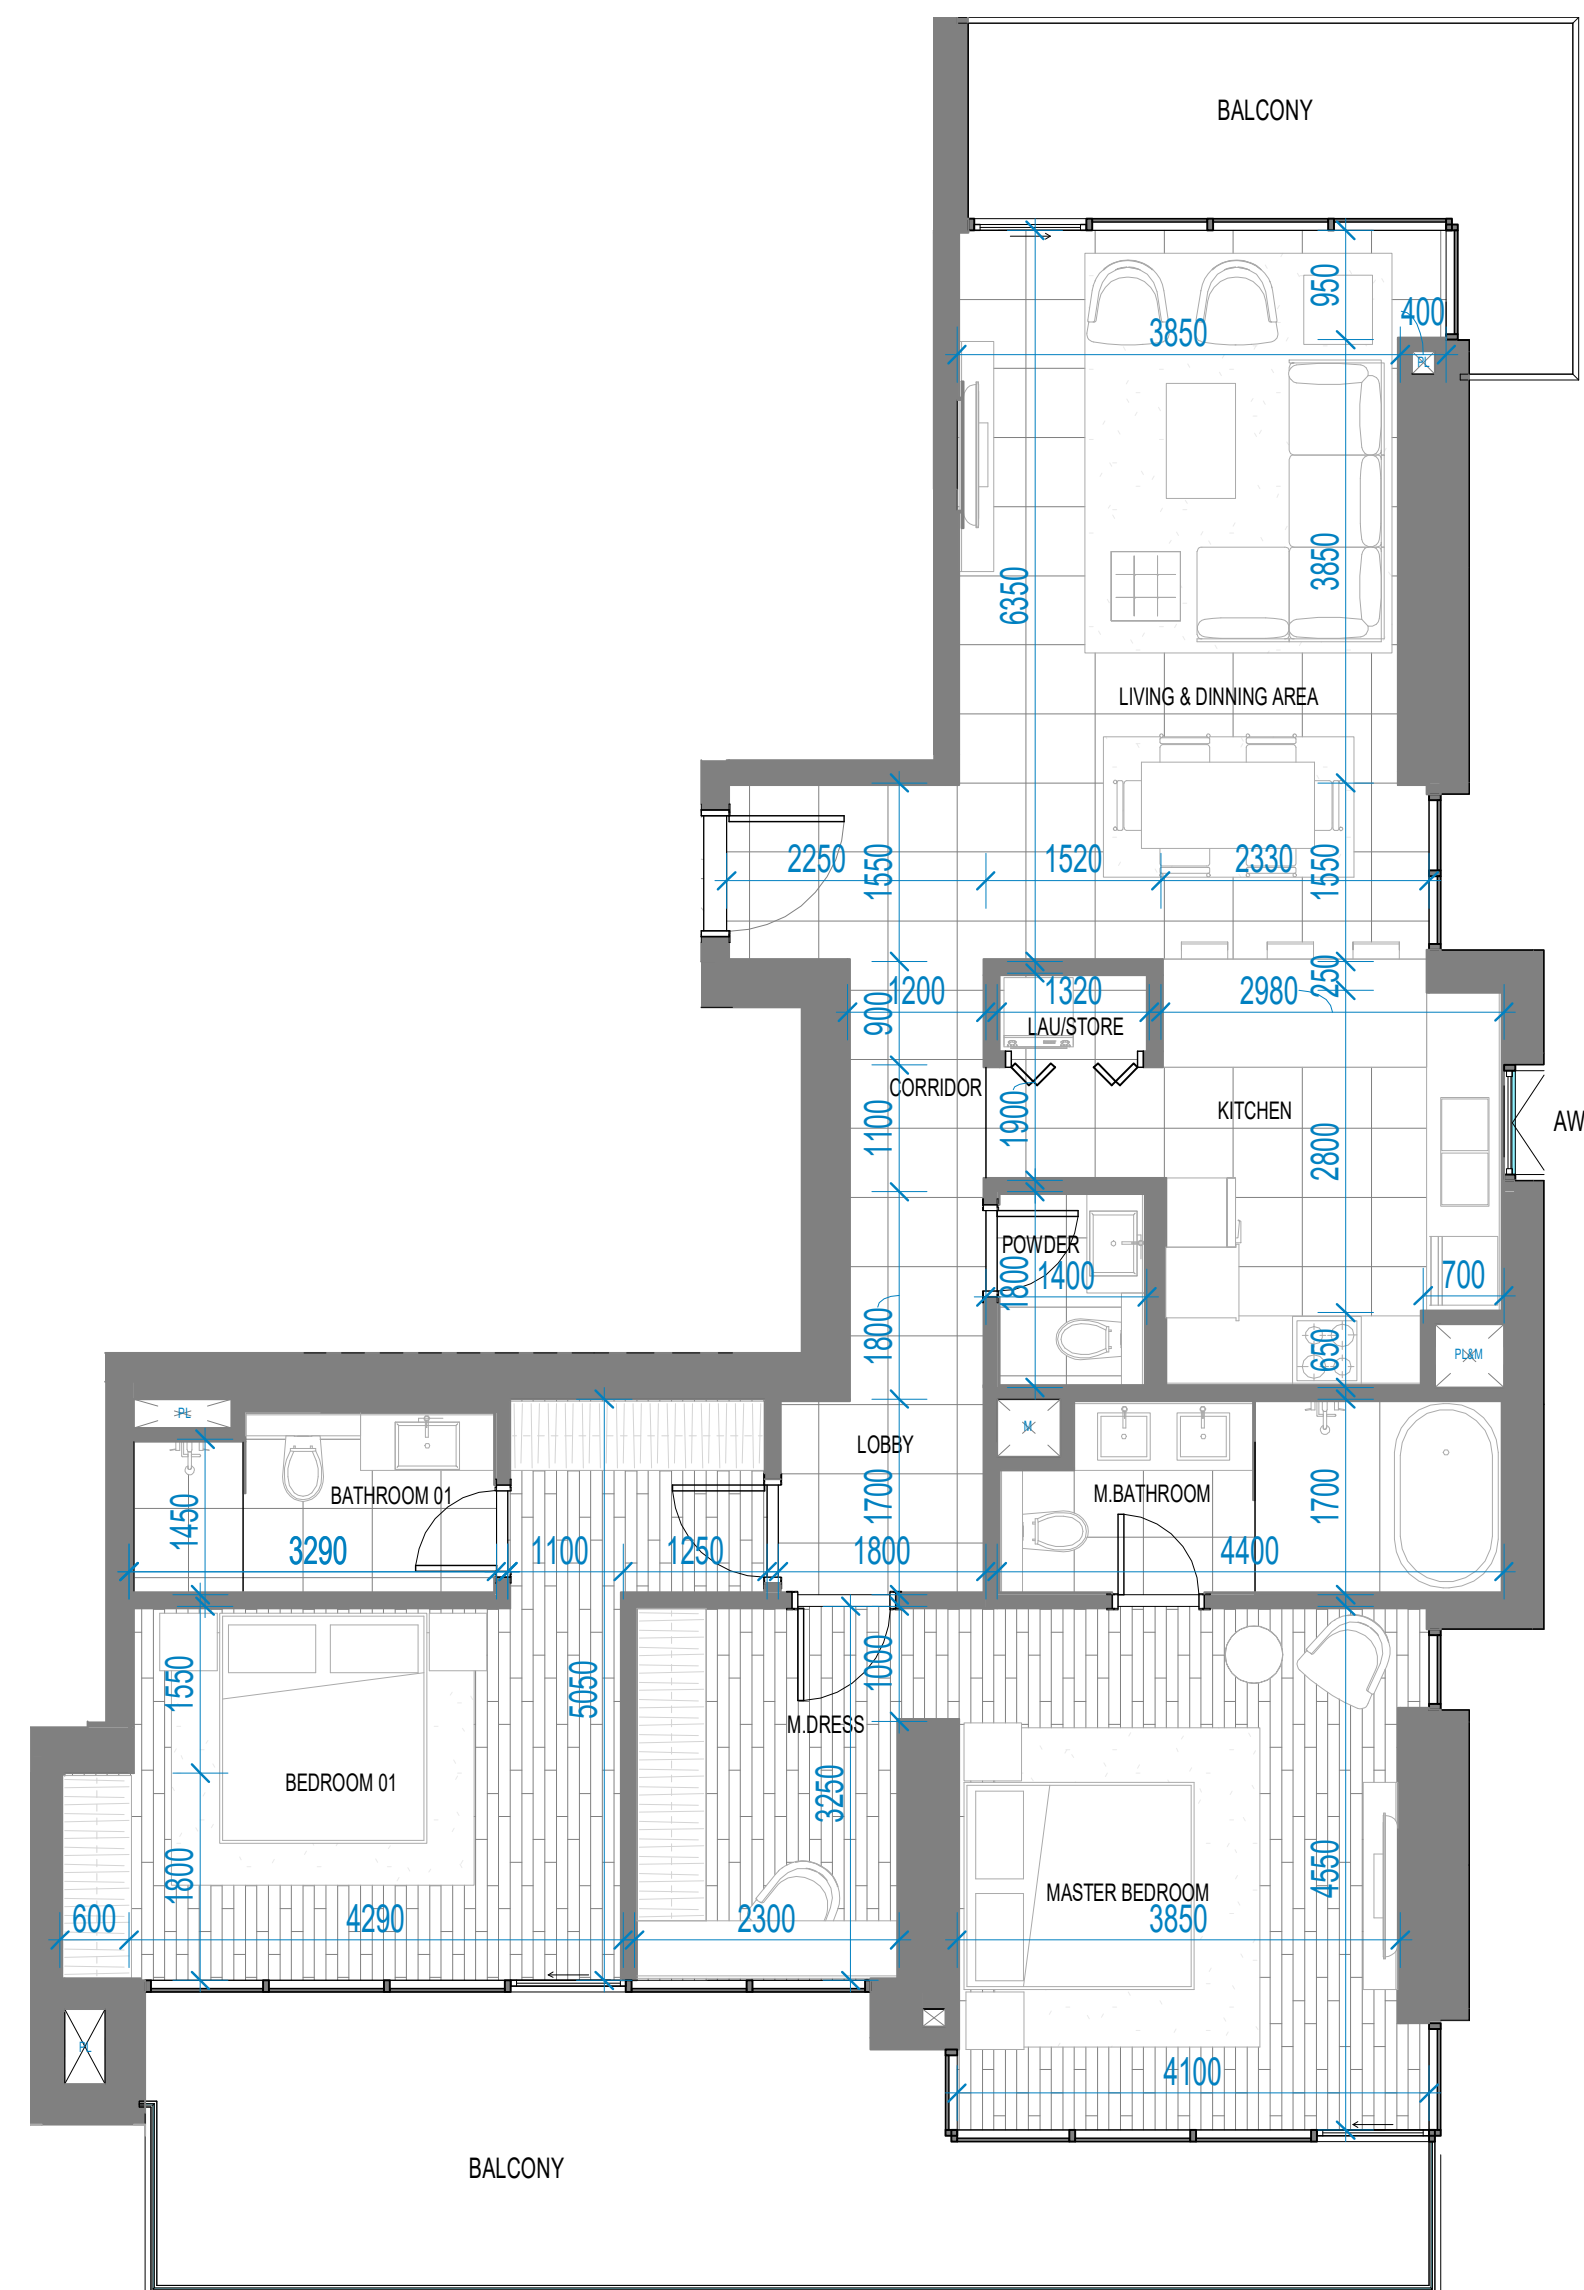 BALCONY
950
400
3850
PL
6350
3850
LIVING & DINNING AREA
2250
1550
1520
2330
1550
250
1200
900
1320
2980
LAU/STORE
CORRIDOR
1100
1900
KITCHEN
2800
AW
POWDER
1800
1400
700
1800
650
PL&M
PL
M
LOBBY
1700
BATHROOM 01
1450
M.BATHROOM
1700
3290
1100
1250
1800
4400
1550
5050
1000
M.DRESS
BEDROOM 01
3250
1800
4550
MASTER BEDROOM
600
4290
2300
3850
PL
4100
BALCONY